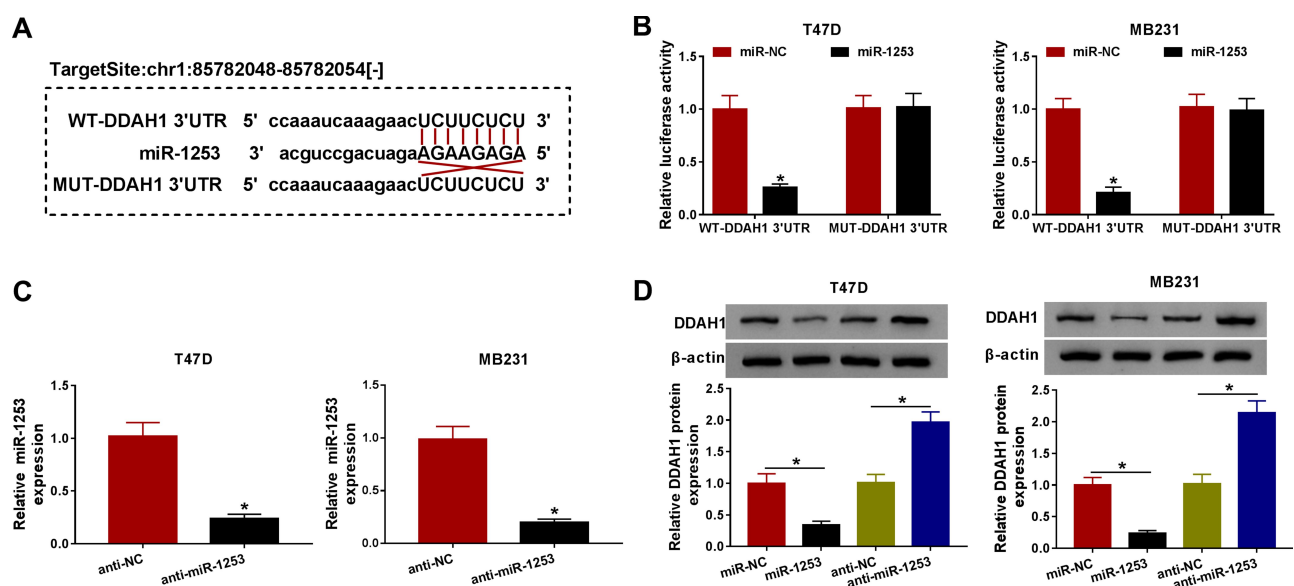 A
TargetSite:chr1:85782048-85782054[-]
WT-DDAH1 3'UTR 5' ccaaaucaaagaacUCUUCUCU 3'
miR-1253 3' acguccgacuagaAGAAGAGA 5'
MUT-DDAH1 3'UTR 5' ccaaaucaaagaacUCUUCUCU 3'
B
T47D
miR-NC miR-1253
Relative luciferase activity
1.5
1.0
0.5
0.0
*
WT-DDAH1 3'UTR MUT-DDAH1 3'UTR
MB231
miR-NC miR-1253
Relative luciferase activity
1.5
1.0
0.5
0.0
*
WT-DDAH1 3'UTR MUT-DDAH1 3'UTR
C
T47D
Relative miR-1253
expression
1.5
1.0
0.5
0.0
*
anti-NC anti-miR-1253
MB231
Relative miR-1253
expression
1.5
1.0
0.5
0.0
*
anti-NC anti-miR-1253
D
T47D
DDAH1
β-actin
Relative DDAH1 protein
expression
2.5
2.0
1.5
1.0
0.5
0.0
*
*
miR-NC miR-1253 anti-NC anti-miR-1253
MB231
DDAH1
β-actin
Relative DDAH1 protein
expression
2.5
2.0
1.5
1.0
0.5
0.0
*
*
miR-NC miR-1253 anti-NC anti-miR-1253